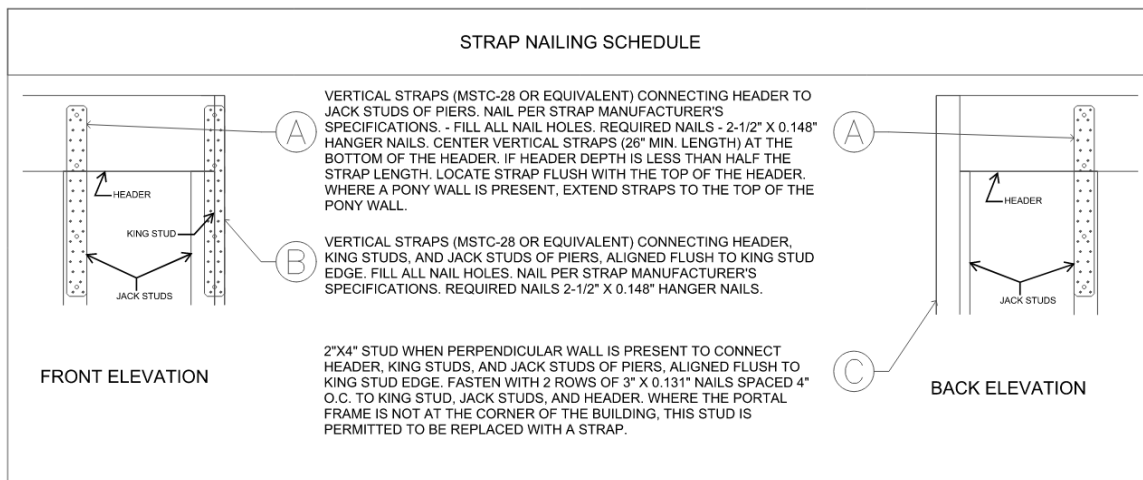 STRAP NAILING SCHEDULE
A
VERTICAL STRAPS (MSTC-28 OR EQUIVALENT) CONNECTING HEADER TO
JACK STUDS OF PIERS. NAIL PER STRAP MANUFACTURER'S
SPECIFICATIONS. - FILL ALL NAIL HOLES. REQUIRED NAILS - 2-1/2" X 0.148"
HANGER NAILS. CENTER VERTICAL STRAPS (26" MIN. LENGTH) AT THE
BOTTOM OF THE HEADER. IF HEADER DEPTH IS LESS THAN HALF THE
STRAP LENGTH. LOCATE STRAP FLUSH WITH THE TOP OF THE HEADER.
WHERE A PONY WALL IS PRESENT, EXTEND STRAPS TO THE TOP OF THE
PONY WALL.
A
HEADER
KING STUD
JACK STUDS
B
VERTICAL STRAPS (MSTC-28 OR EQUIVALENT) CONNECTING HEADER,
KING STUDS, AND JACK STUDS OF PIERS, ALIGNED FLUSH TO KING STUD
EDGE. FILL ALL NAIL HOLES. NAIL PER STRAP MANUFACTURER'S
SPECIFICATIONS. REQUIRED NAILS 2-1/2" X 0.148" HANGER NAILS.
HEADER
JACK STUDS
FRONT ELEVATION
2"X4" STUD WHEN PERPENDICULAR WALL IS PRESENT TO CONNECT
HEADER, KING STUDS, AND JACK STUDS OF PIERS, ALIGNED FLUSH TO
KING STUD EDGE. FASTEN WITH 2 ROWS OF 3" X 0.131" NAILS SPACED 4"
O.C. TO KING STUD, JACK STUDS, AND HEADER. WHERE THE PORTAL
FRAME IS NOT AT THE CORNER OF THE BUILDING, THIS STUD IS
PERMITTED TO BE REPLACED WITH A STRAP.
C
BACK ELEVATION